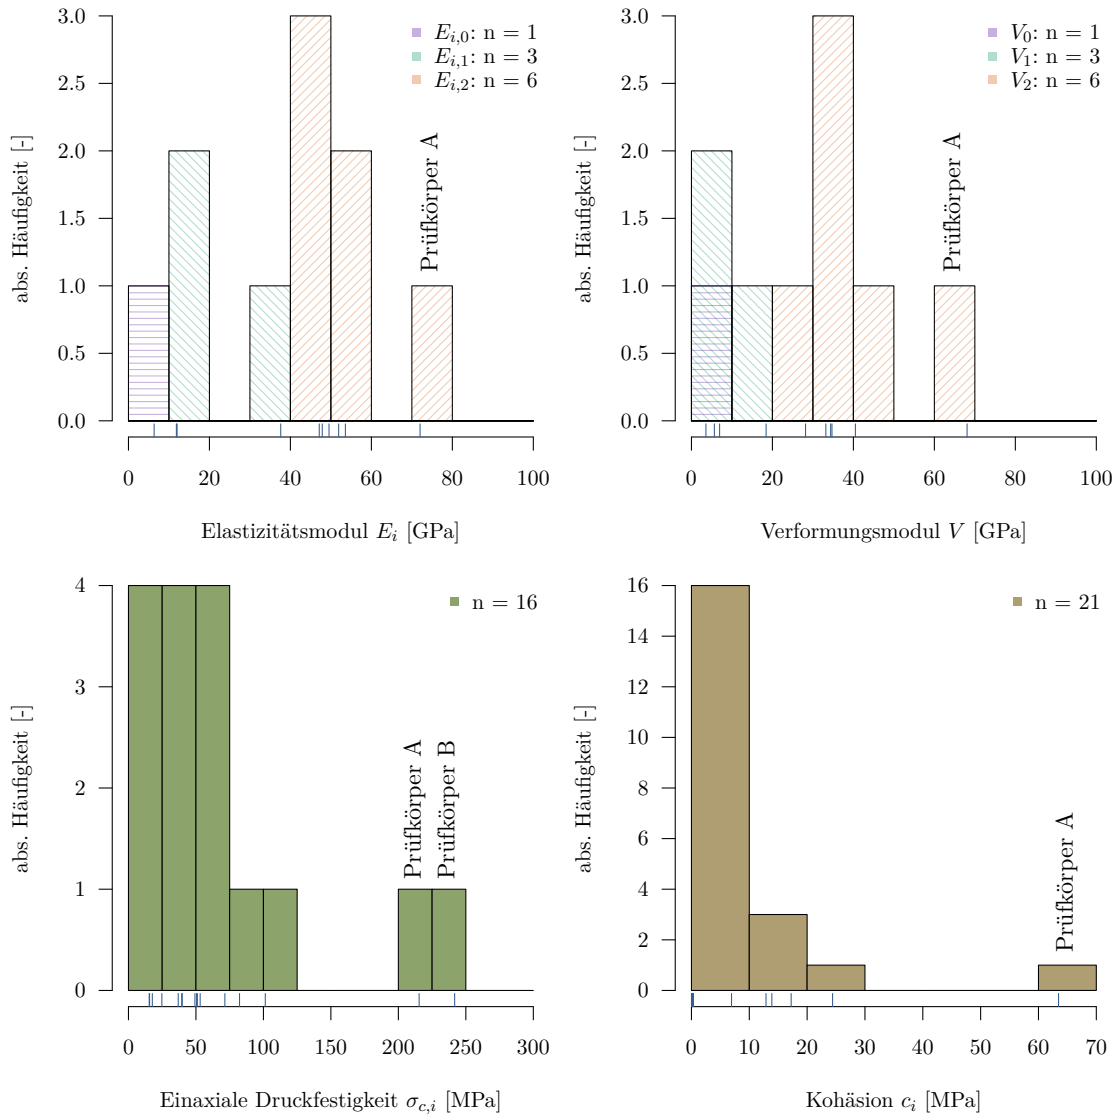 3.0
2.5
2.0
1.5
1.0
0.5
0.0
abs. Häufigkeit [-]
E_{i,0}: n = 1
E_{i,1}: n = 3
E_{i,2}: n = 6
Prüfkörper A
0 20 40 60 80 100
Elastizitätsmodul E_i [GPa]
3.0
2.5
2.0
1.5
1.0
0.5
0.0
abs. Häufigkeit [-]
V_0: n = 1
V_1: n = 3
V_2: n = 6
Prüfkörper A
0 20 40 60 80 100
Verformungsmodul V [GPa]
4
3
2
1
0
abs. Häufigkeit [-]
n = 16
Prüfkörper A
Prüfkörper B
0 50 100 150 200 250 300
Einaxiale Druckfestigkeit σ_{c,i} [MPa]
16
14
12
10
8
6
4
2
0
abs. Häufigkeit [-]
n = 21
Prüfkörper A
0 10 20 30 40 50 60 70
Kohäsion c_i [MPa]